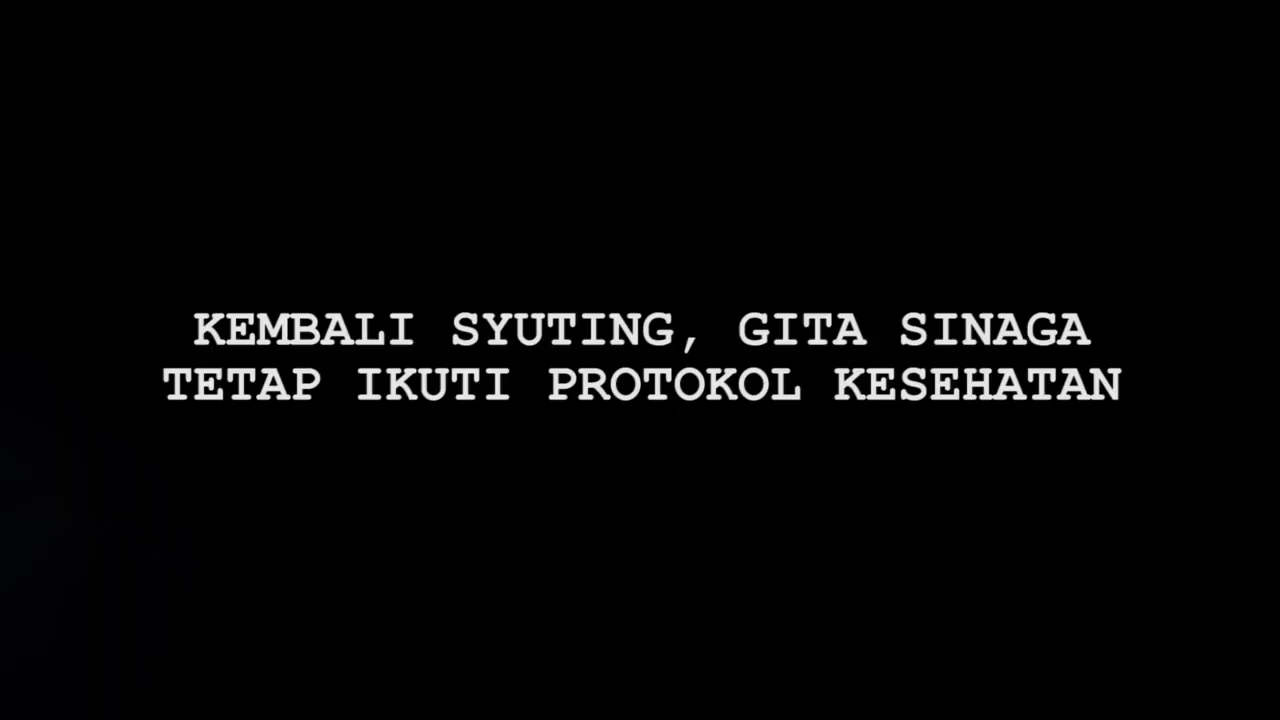 KEMBALI SYUTING, GITA SINAGA
TETAP IKUTI PROTOKOL KESEHATAN